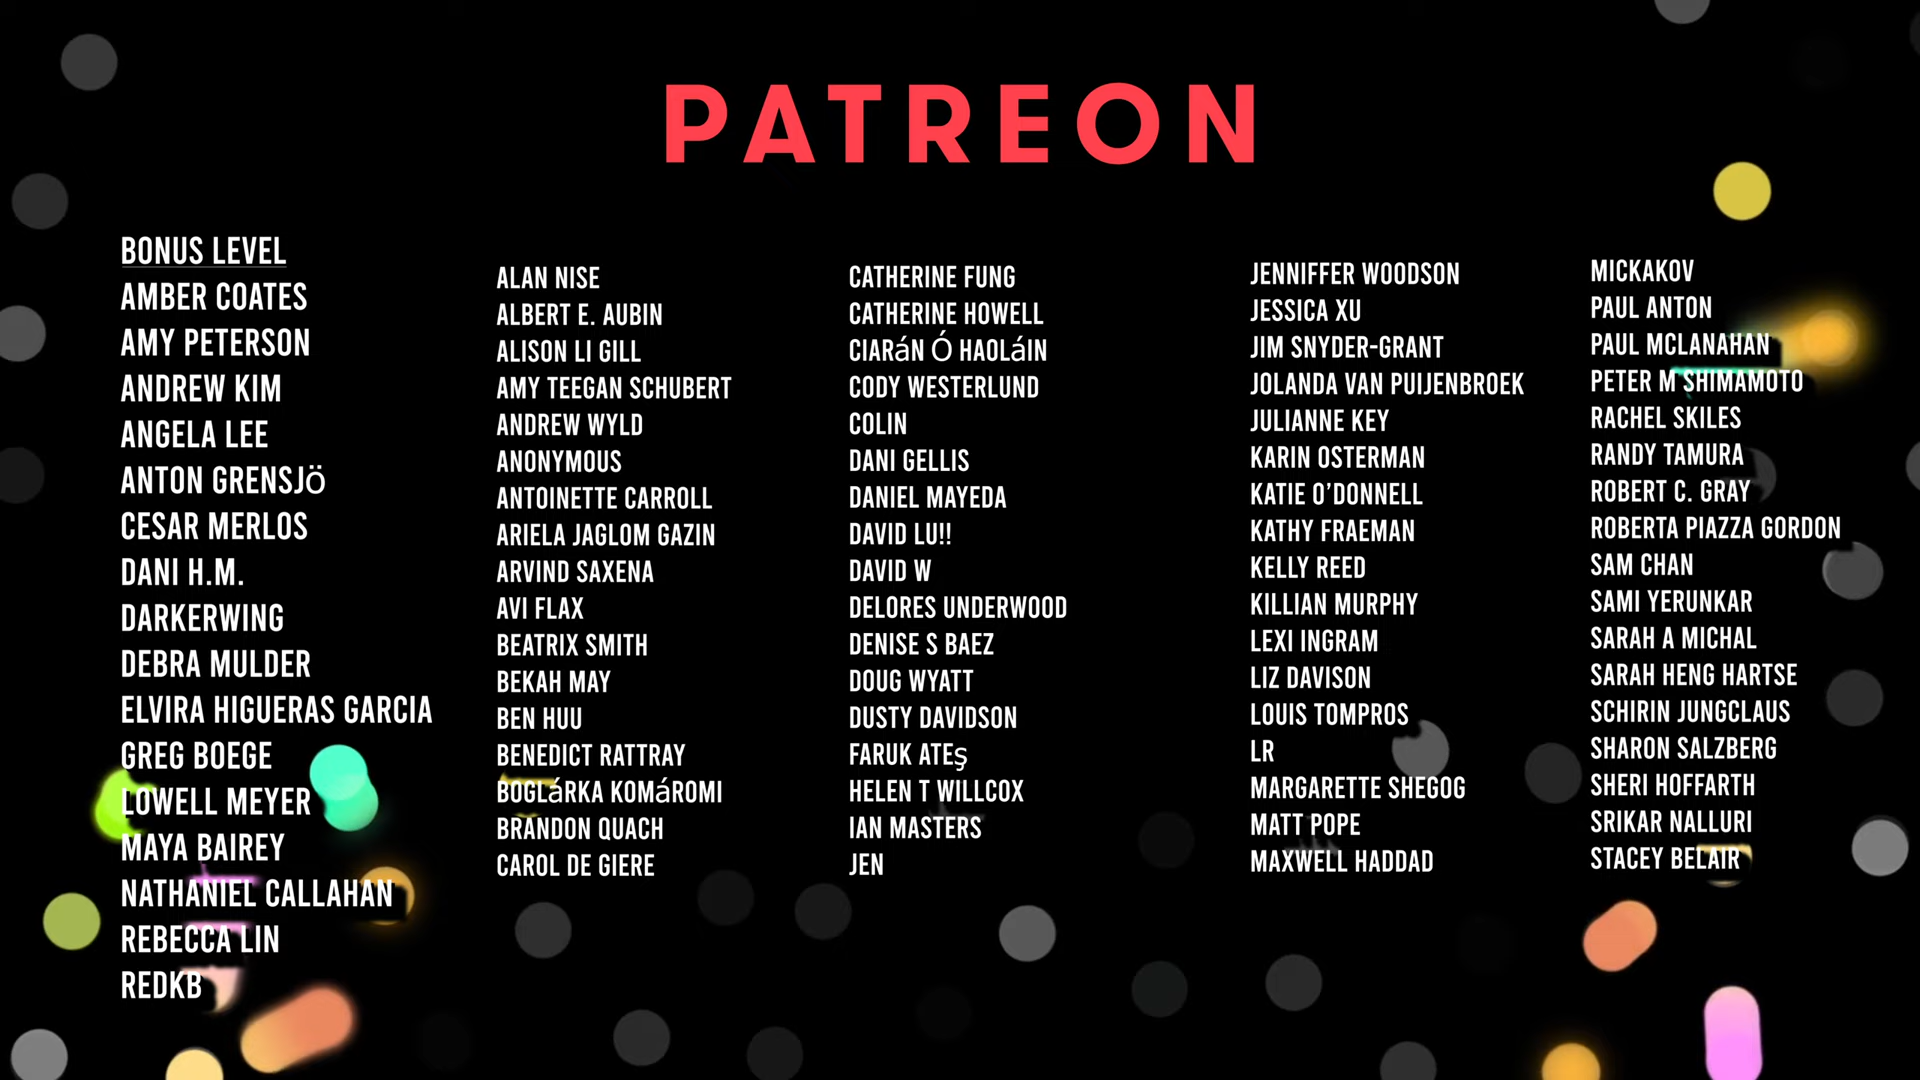 PATREON
BONUS LEVEL
AMBER COATES
AMY PETERSON
ANDREW KIM
ANGELA LEE
ANTON GRENSJö
CESAR MERLOS
DANI H.M.
DARKERWING
DEBRA MULDER
ELVIRA HIGUERAS GARCIA
GREG BOEGE
LOWELL MEYER
MAYA BAIREY
NATHANIEL CALLAHAN
REBECCA LIN
REDKB
ALAN NISE
ALBERT E. AUBIN
ALISON LI GILL
AMY TEEGAN SCHUBERT
ANDREW WYLD
ANONYMOUS
ANTOINETTE CARROLL
ARIELA JAGLOM GAZIN
ARVIND SAXENA
AVI FLAX
BEATRIX SMITH
BEKAH MAY
BEN HUU
BENEDICT RATTRAY
BOGLáRKA KOMáROMI
BRANDON QUACH
CAROL DE GIERE
CATHERINE FUNG
CATHERINE HOWELL
CIARáN Ó HAOLáIN
CODY WESTERLUND
COLIN
DANI GELLIS
DANIEL MAYEDA
DAVID LU!!
DAVID W
DELORES UNDERWOOD
DENISE S BAEZ
DOUG WYATT
DUSTY DAVIDSON
FARUK ATEş
HELEN T WILLCOX
IAN MASTERS
JEN
JENNIFFER WOODSON
JESSICA XU
JIM SNYDER-GRANT
JOLANDA VAN PUIJENBROEK
JULIANNE KEY
KARIN OSTERMAN
KATIE O’DONNELL
KATHY FRAEMAN
KELLY REED
KILLIAN MURPHY
LEXI INGRAM
LIZ DAVISON
LOUIS TOMPROS
LR
MARGARETTE SHEGOG
MATT POPE
MAXWELL HADDAD
MICKAKOV
PAUL ANTON
PAUL MCLANAHAN
PETER M SHIMAMOTO
RACHEL SKILES
RANDY TAMURA
ROBERT C. GRAY
ROBERTA PIAZZA GORDON
SAM CHAN
SAMI YERUNKAR
SARAH A MICHAL
SARAH HENG HARTSE
SCHIRIN JUNGCLAUS
SHARON SALZBERG
SHERI HOFFARTH
SRIKAR NALLURI
STACEY BELAIR